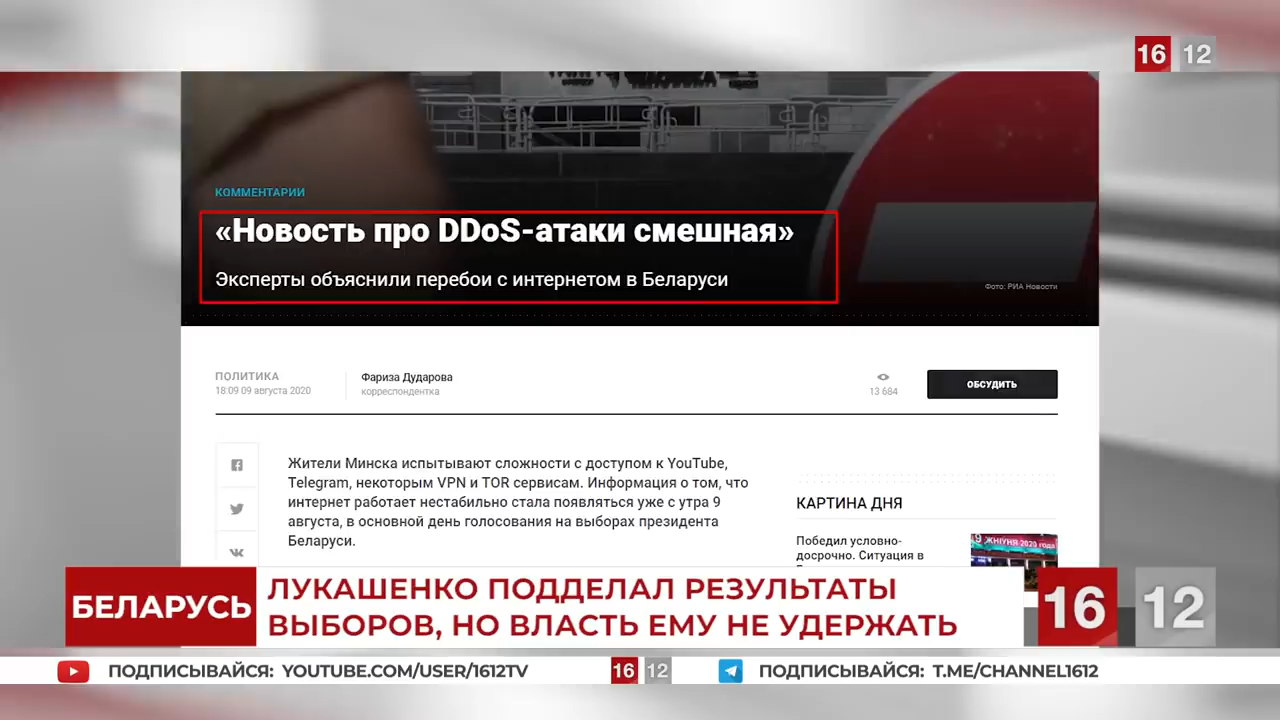 16 12
КОММЕНТАРИИ
«Новость про DDoS-атаки смешная»
Эксперты объяснили перебои с интернетом в Беларуси
Фото: РИА Новости
ПОЛИТИКА
18:09 09 августа 2020
Фариза Дударова
корреспондентка
13 684
ОБСУДИТЬ
Жители Минска испытывают сложности с доступом к YouTube,
Telegram, некоторым VPN и TOR сервисам. Информация о том, что
интернет работает нестабильно стала появляться уже с утра 9
августа, в основной день голосования на выборах президента
Беларуси.
КАРТИНА ДНЯ
Победил условно-
досрочно. Ситуация в
9 ЖНІЎНЯ 2020 года
БЕЛАРУСЬ
ЛУКАШЕНКО ПОДДЕЛАЛ РЕЗУЛЬТАТЫ
ВЫБОРОВ, НО ВЛАСТЬ ЕМУ НЕ УДЕРЖАТЬ
16 12
ПОДПИСЫВАЙСЯ: YOUTUBE.COM/USER/1612TV
16 12
ПОДПИСЫВАЙСЯ: T.ME/CHANNEL1612